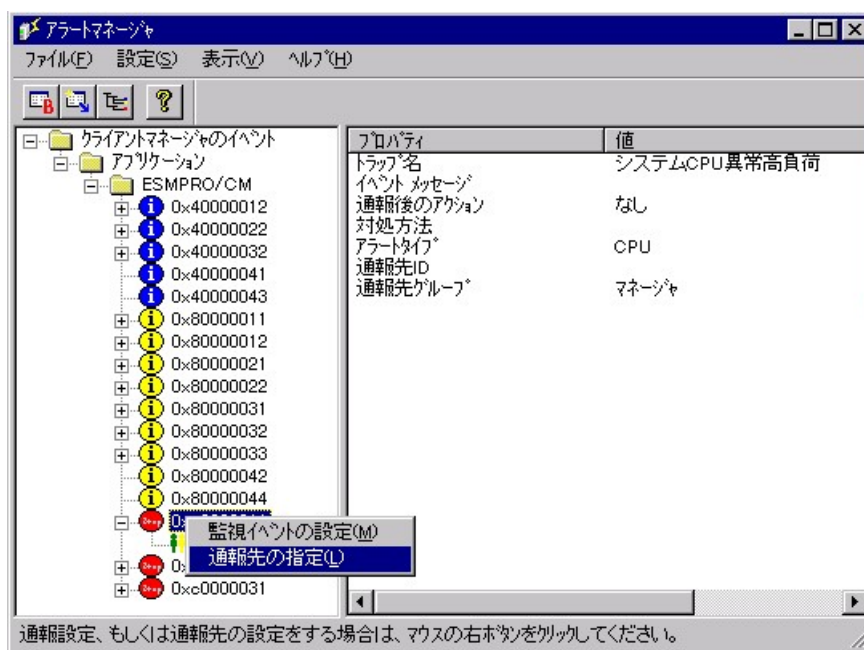 アラートマネージャ
ファイル(F) 設定(S) 表示(V) ヘルプ(H)
クライアントマネージャのイベント
アプリケーション
ESMPRO/CM
0x40000012
0x40000022
0x40000032
0x40000041
0x40000043
0x80000011
0x80000012
0x80000021
0x80000022
0x80000031
0x80000032
0x80000033
0x80000042
0x80000044
監視イベントの設定(M)
通報先の指定(L)
0xc0000031
プロパティ 値
トラップ名 システムCPU異常高負荷
イベント メッセージ
通報後のアクション なし
対処方法
アラートタイプ CPU
通報先ID
通報先グループ マネージャ
通報設定、もしくは通報先の設定をする場合は、マウスの右ボタンをクリックしてください。